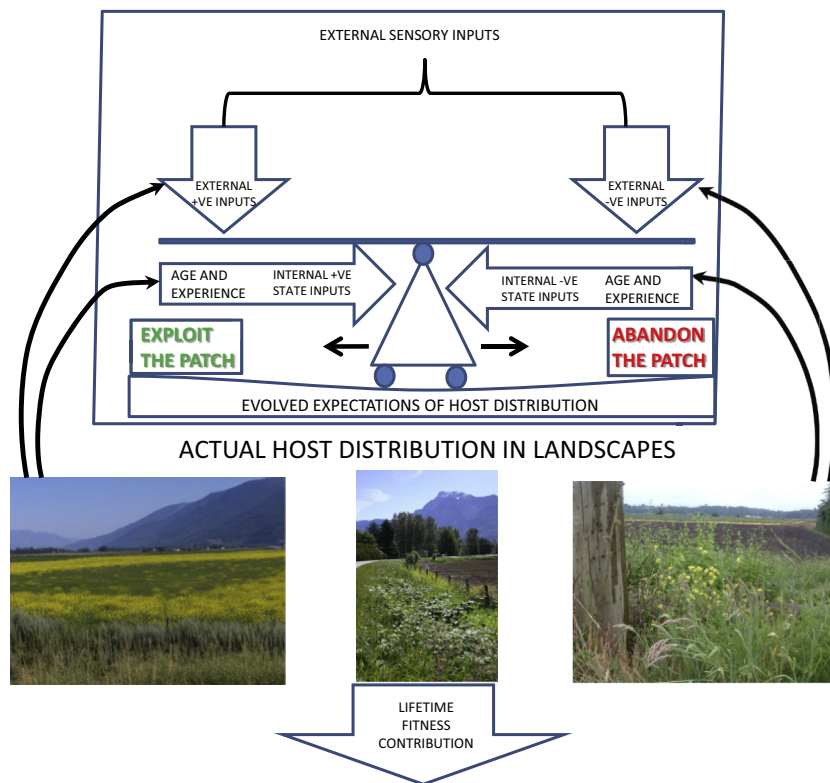 EXTERNAL SENSORY INPUTS
EXTERNAL
+VE INPUTS
EXTERNAL
-VE INPUTS
AGE AND
EXPERIENCE
INTERNAL +VE
STATE INPUTS
INTERNAL -VE
STATE INPUTS
AGE AND
EXPERIENCE
EXPLOIT
THE PATCH
ABANDON
THE PATCH
EVOLVED EXPECTATIONS OF HOST DISTRIBUTION
ACTUAL HOST DISTRIBUTION IN LANDSCAPES
LIFETIME
FITNESS
CONTRIBUTION